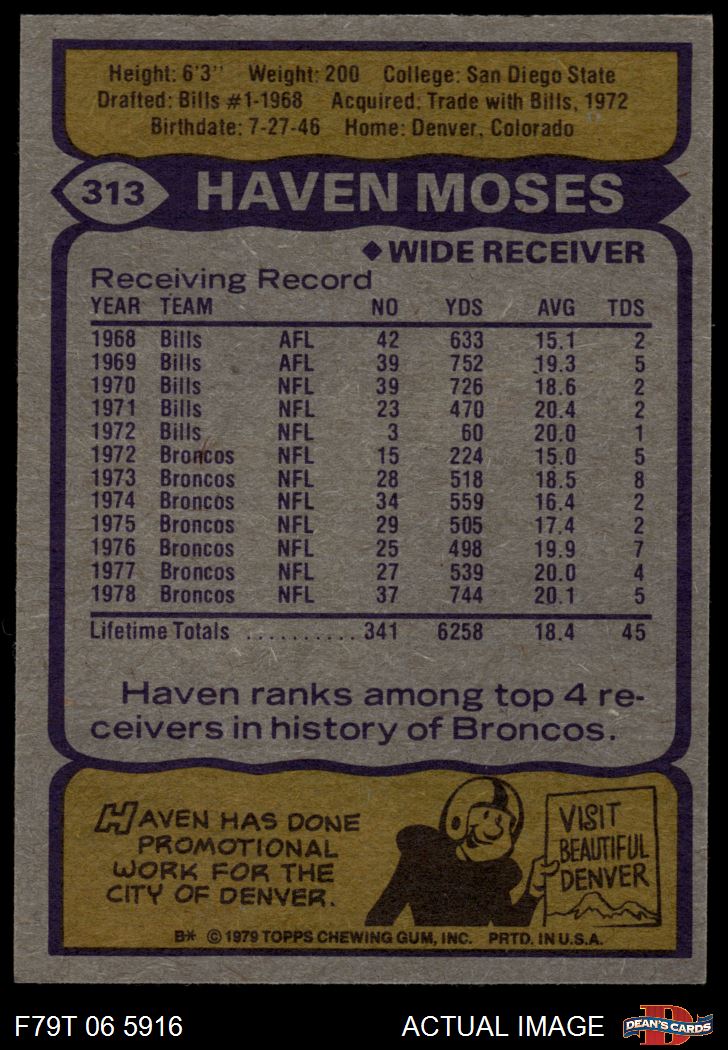 Height: 6'3" Weight: 200 College: San Diego State
Drafted: Bills #1-1968 Acquired: Trade with Bills, 1972
Birthdate: 7-27-46 Home: Denver, Colorado
313 HAVEN MOSES
◆ WIDE RECEIVER
Receiving Record
YEAR TEAM NO YDS AVG TDS
1968 Bills AFL 42 633 15.1 2
1969 Bills AFL 39 752 19.3 5
1970 Bills NFL 39 726 18.6 2
1971 Bills NFL 23 470 20.4 2
1972 Bills NFL 3 60 20.0 1
1972 Broncos NFL 15 224 15.0 5
1973 Broncos NFL 28 518 18.5 8
1974 Broncos NFL 34 559 16.4 2
1975 Broncos NFL 29 505 17.4 2
1976 Broncos NFL 25 498 19.9 7
1977 Broncos NFL 27 539 20.0 4
1978 Broncos NFL 37 744 20.1 5
Lifetime Totals .......... 341 6258 18.4 45
Haven ranks among top 4 re-
ceivers in history of Broncos.
HAVEN HAS DONE
PROMOTIONAL
WORK FOR THE
CITY OF DENVER.
VISIT
BEAUTIFUL
DENVER
B* © 1979 TOPPS CHEWING GUM, INC. PRTD. IN U.S.A.
F79T 06 5916 ACTUAL IMAGE
D
DEAN'S CARDS